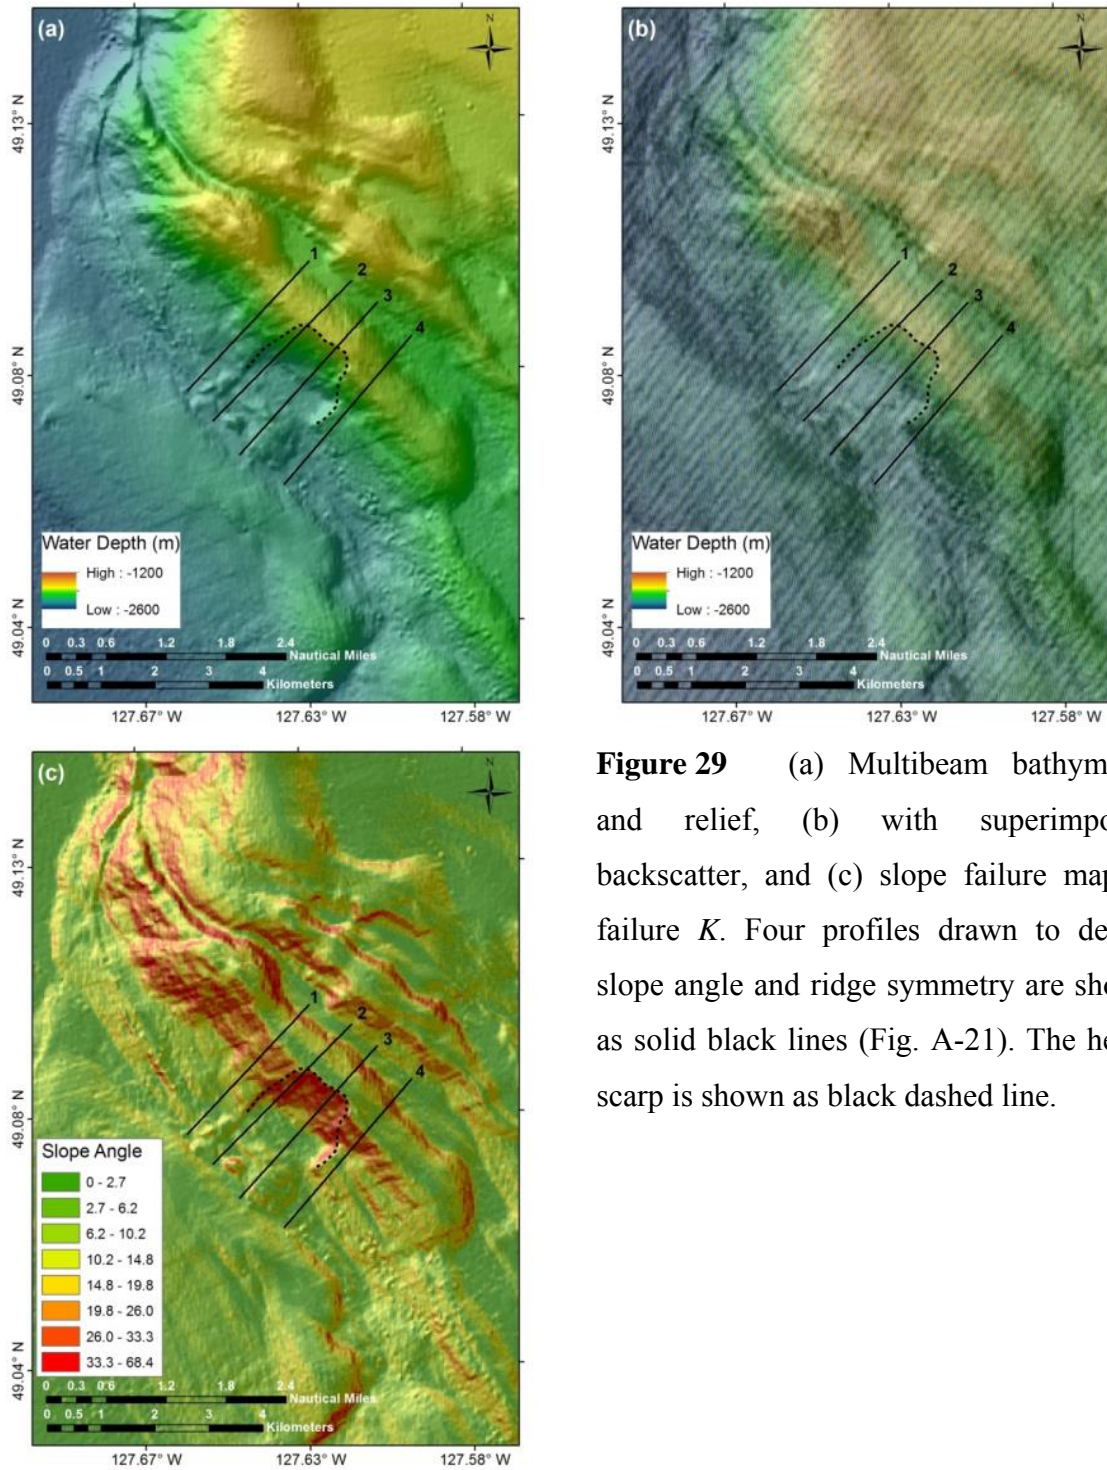 (a)
N
49.13° N
49.08° N
49.04° N
1
2
3
4
Water Depth (m)
High : -1200
Low : -2600
0 0.3 0.6 1.2 1.8 2.4
Nautical Miles
0 0.5 1 2 3 4
Kilometers
127.67° W 127.63° W 127.58° W
(b)
N
49.13° N
49.08° N
49.04° N
1
2
3
4
Water Depth (m)
High : -1200
Low : -2600
0 0.3 0.6 1.2 1.8 2.4
Nautical Miles
0 0.5 1 2 3 4
Kilometers
127.67° W 127.63° W 127.58° W
(c)
N
49.13° N
49.08° N
49.04° N
1
2
3
4
Slope Angle
0 - 2.7
2.7 - 6.2
6.2 - 10.2
10.2 - 14.8
14.8 - 19.8
19.8 - 26.0
26.0 - 33.3
33.3 - 68.4
0 0.3 0.6 1.2 1.8 2.4
Nautical Miles
0 0.5 1 2 3 4
Kilometers
127.67° W 127.63° W 127.58° W
Figure 29 (a) Multibeam bathym
and relief, (b) with superimpo
backscatter, and (c) slope failure map
failure K. Four profiles drawn to de
slope angle and ridge symmetry are sho
as solid black lines (Fig. A-21). The he
scarp is shown as black dashed line.